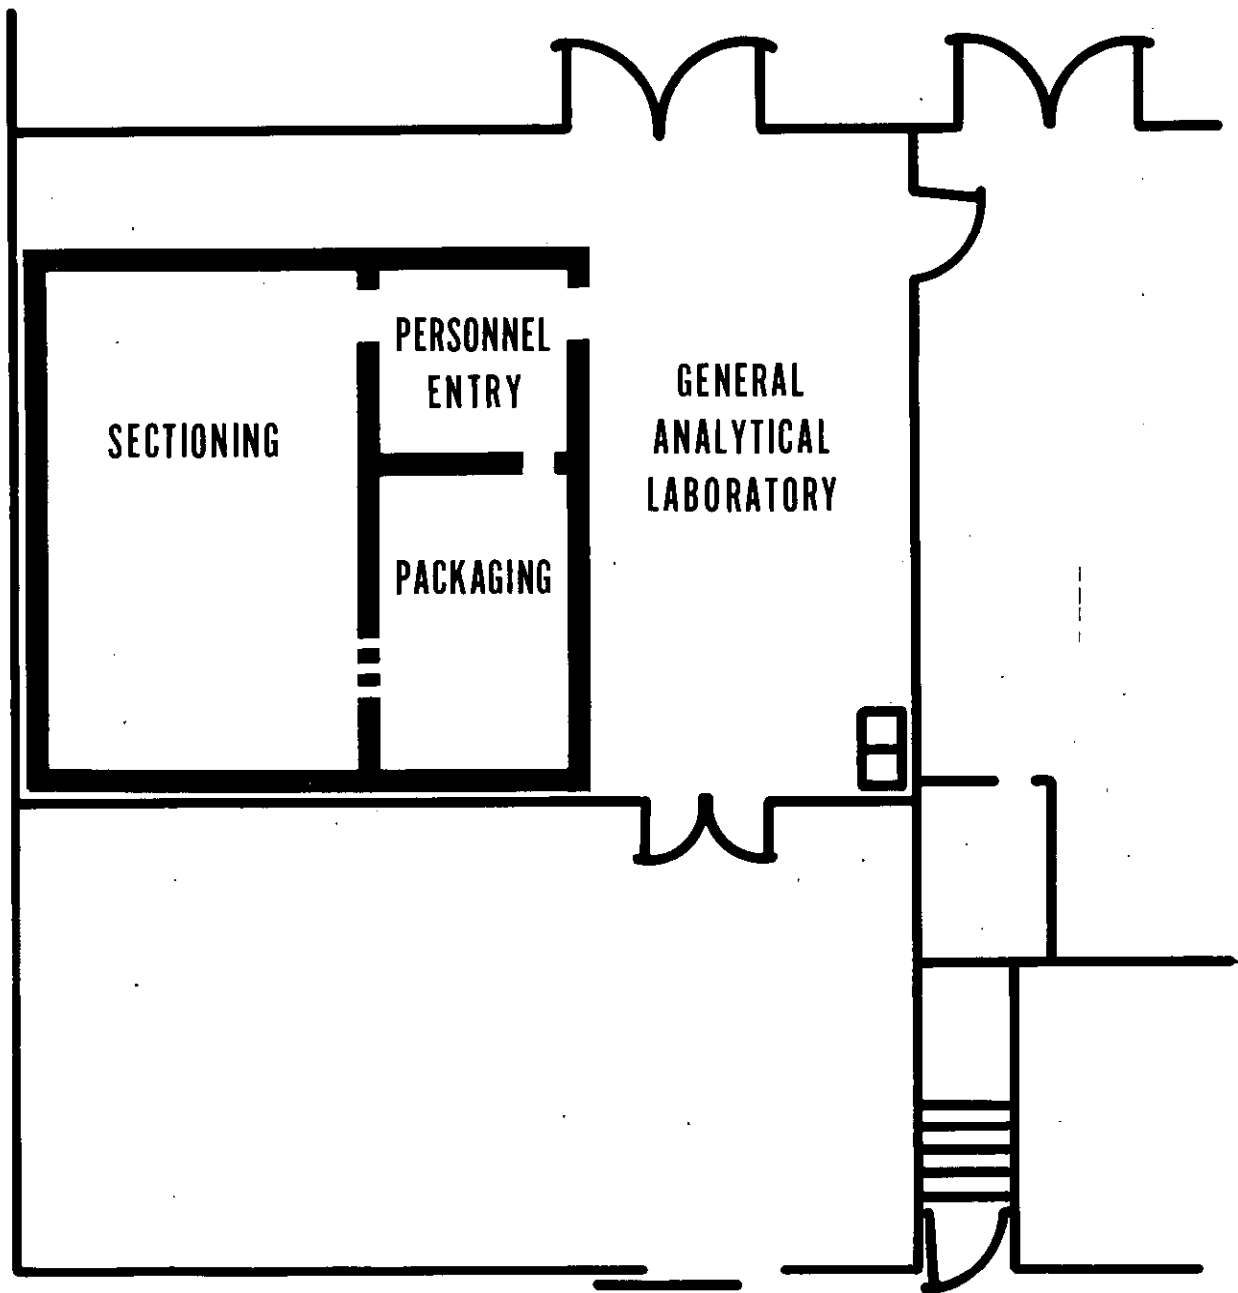 PERSONNEL
ENTRY
SECTIONING
GENERAL
ANALYTICAL
LABORATORY
PACKAGING